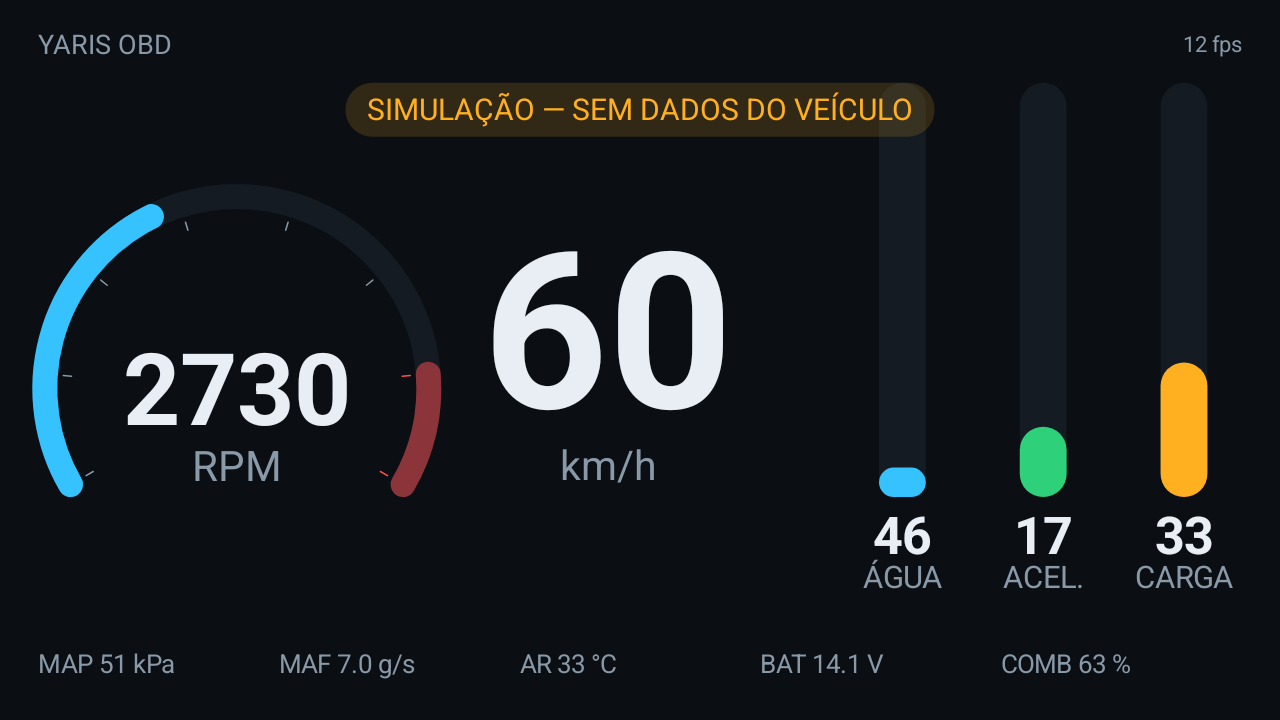 YARIS OBD
12 fps
SIMULAÇÃO — SEM DADOS DO VEÍCULO
2730
RPM
60
km/h
46
ÁGUA
17
ACEL.
33
CARGA
MAP 51 kPa
MAF 7.0 g/s
AR 33 °C
BAT 14.1 V
COMB 63 %